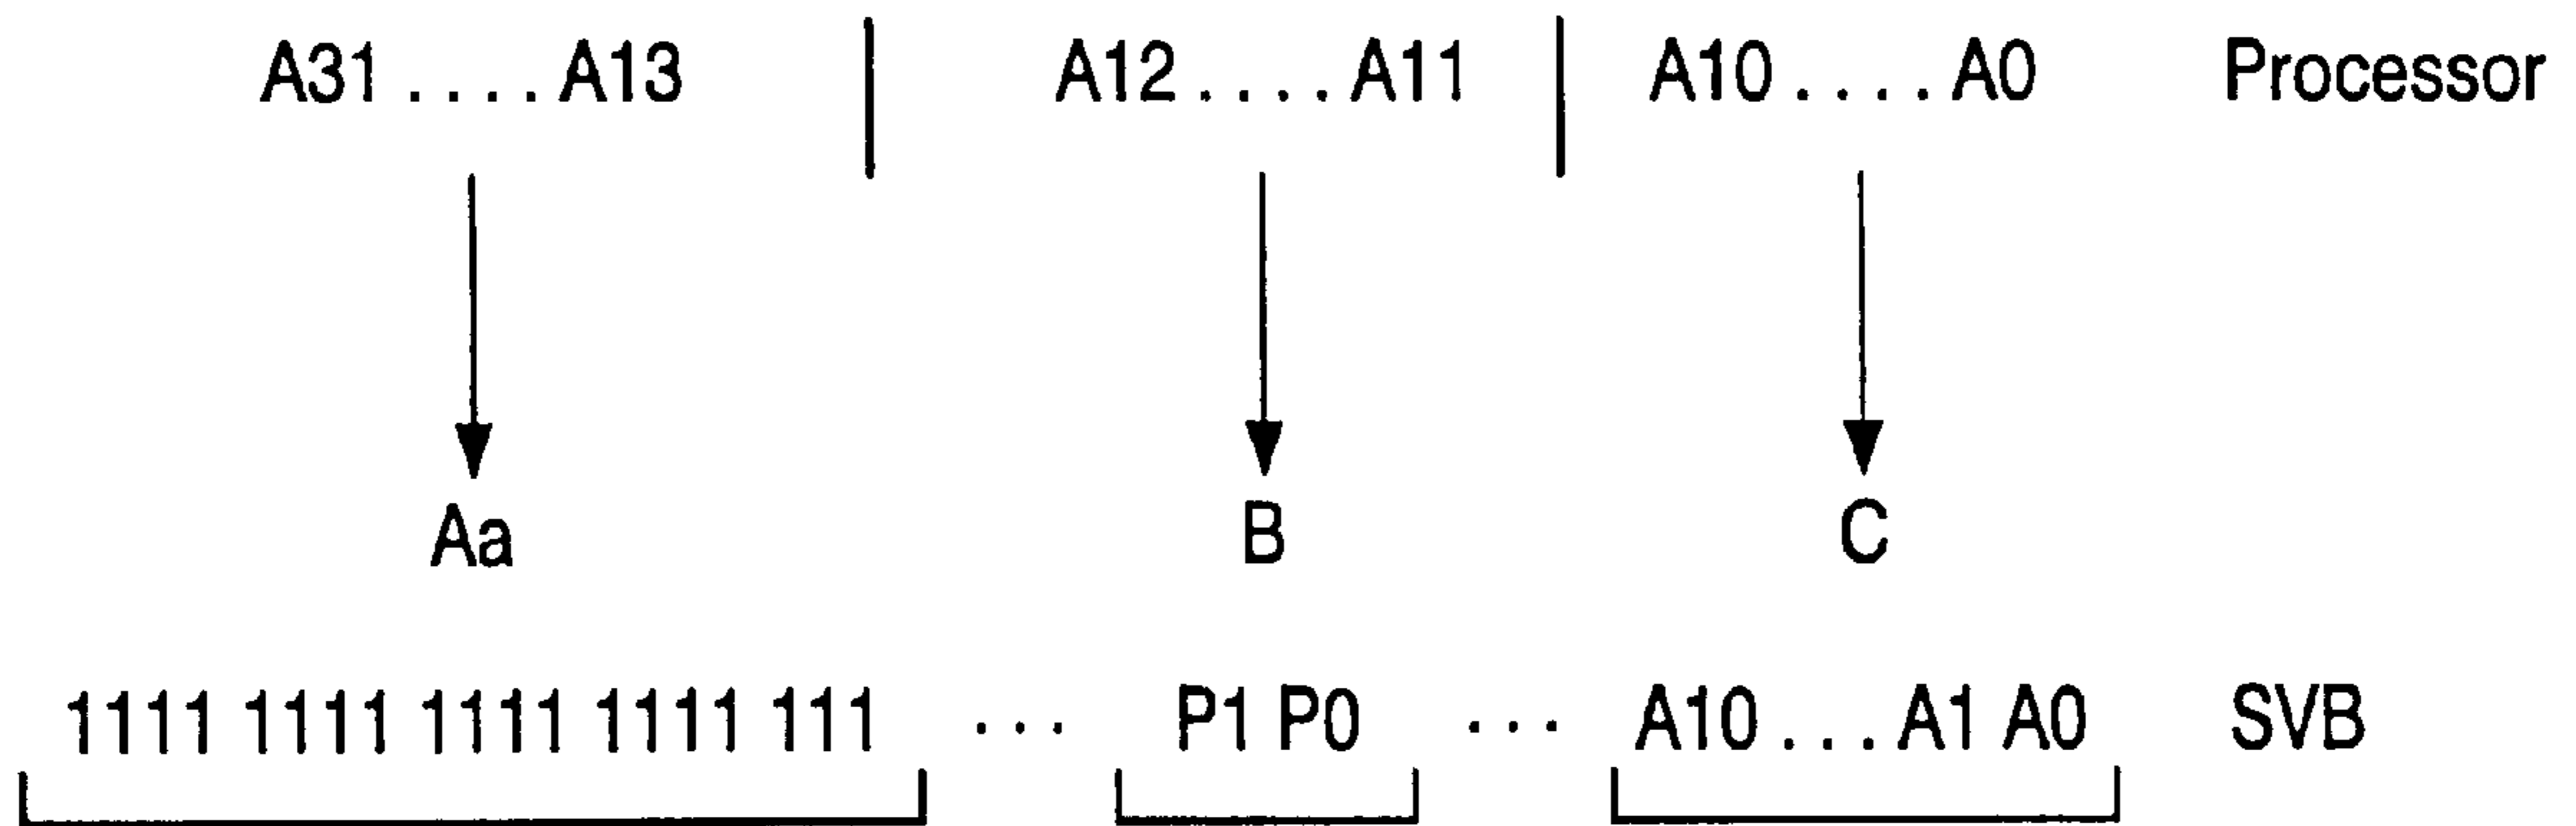 A31 . . . . A13 | A12 . . . . A11 | A10 . . . . A0 Processor
Aa B C
1111 1111 1111 1111 111 . . . P1 P0 . . . A10 . . . A1 A0 SVB